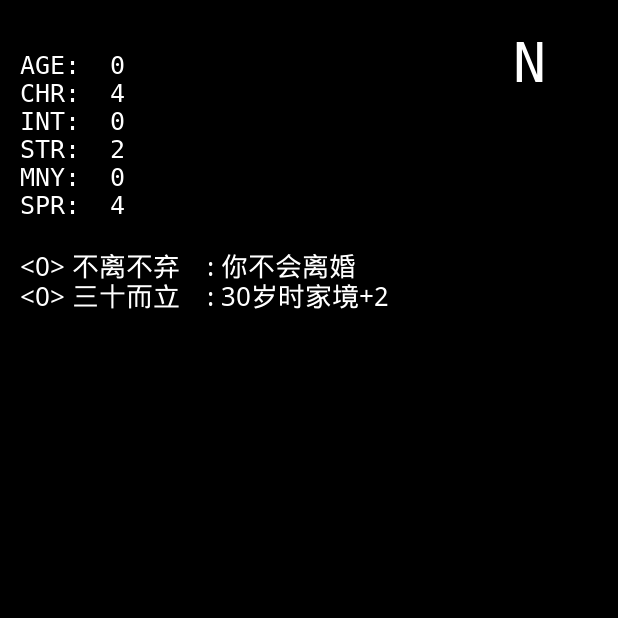 N
AGE: 0
CHR: 4
INT: 0
STR: 2
MNY: 0
SPR: 4
<0> 不离不弃 :你不会离婚
<0> 三十而立 :30岁时家境+2